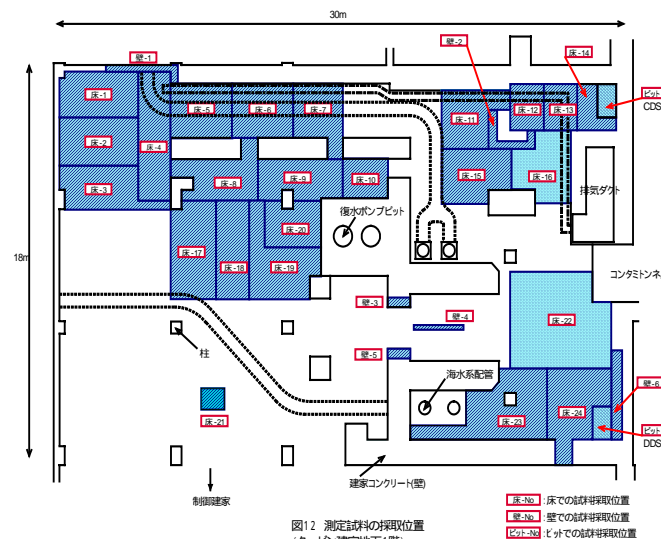 30m
18m
壁-1
壁-2
床-14
ピット
CDS
床-1
床-2
床-3
床-4
床-5
床-6
床-7
床-11
床-12
床-13
床-8
床-9
床-10
床-15
床-16
排気ダクト
復水ポンプピット
床-17
床-18
床-19
床-20
コンタミトンネ
壁-3
壁-4
壁-5
床-22
柱
海水系配管
壁-6
床-21
床-23
床-24
ピット
DDS
制御建家
建家コンクリート(壁)
図12 測定試料の採取位置
床-No :床での試料採取位置
壁-No :壁での試料採取位置
ピット-No :ピットでの試料採取位置